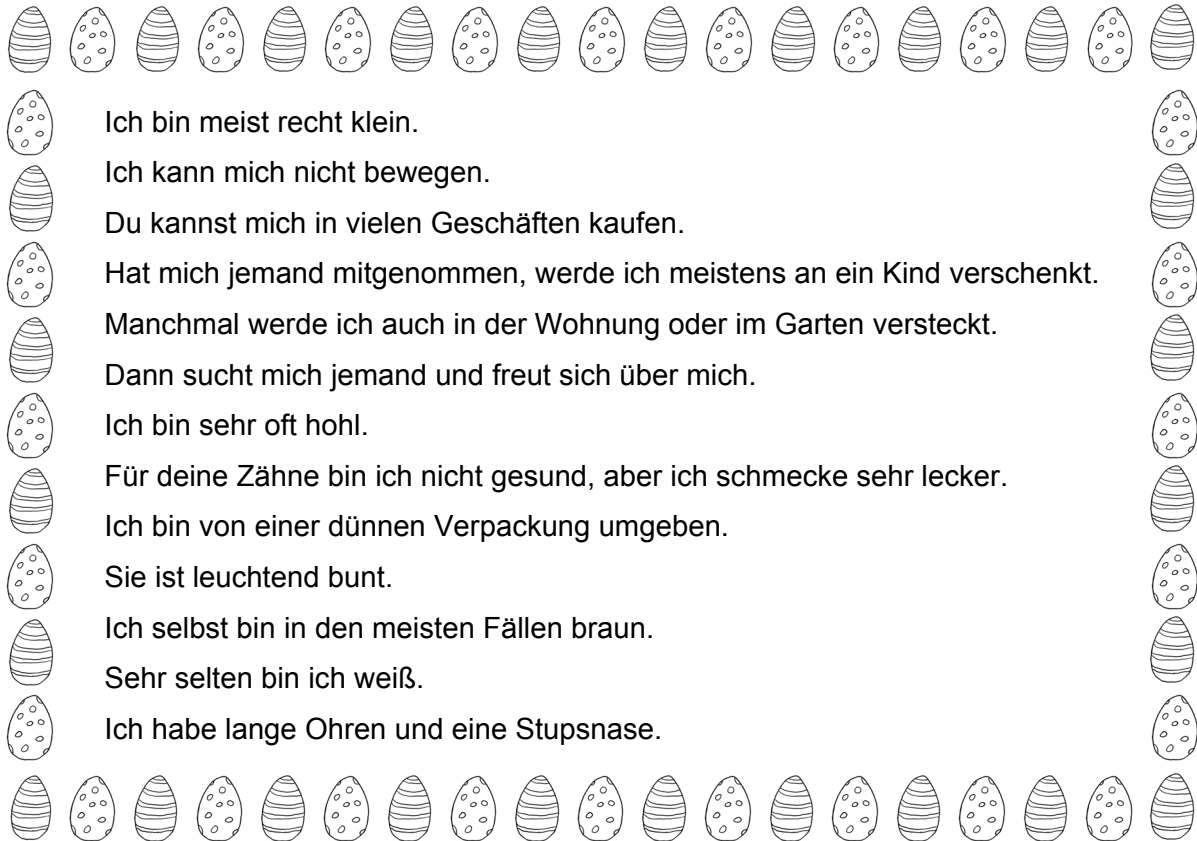 Ich bin meist recht klein.
Ich kann mich nicht bewegen.
Du kannst mich in vielen Geschäften kaufen.
Hat mich jemand mitgenommen, werde ich meistens an ein Kind verschenkt.
Manchmal werde ich auch in der Wohnung oder im Garten versteckt.
Dann sucht mich jemand und freut sich über mich.
Ich bin sehr oft hohl.
Für deine Zähne bin ich nicht gesund, aber ich schmecke sehr lecker.
Ich bin von einer dünnen Verpackung umgeben.
Sie ist leuchtend bunt.
Ich selbst bin in den meisten Fällen braun.
Sehr selten bin ich weiß.
Ich habe lange Ohren und eine Stupsnase.